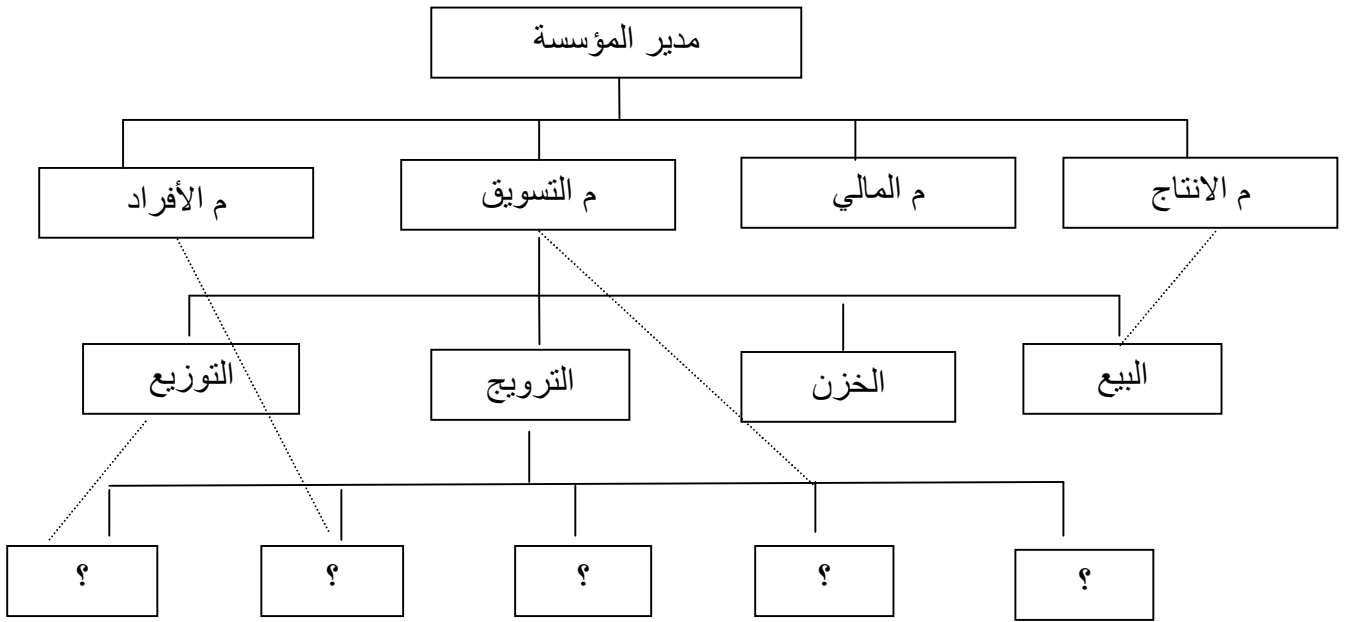 مدير المؤسسة
م الانتاج
م المالي
م التسويق
م الأفراد
البيع
الخزن
الترويج
التوزيع
؟
؟
؟
؟
؟